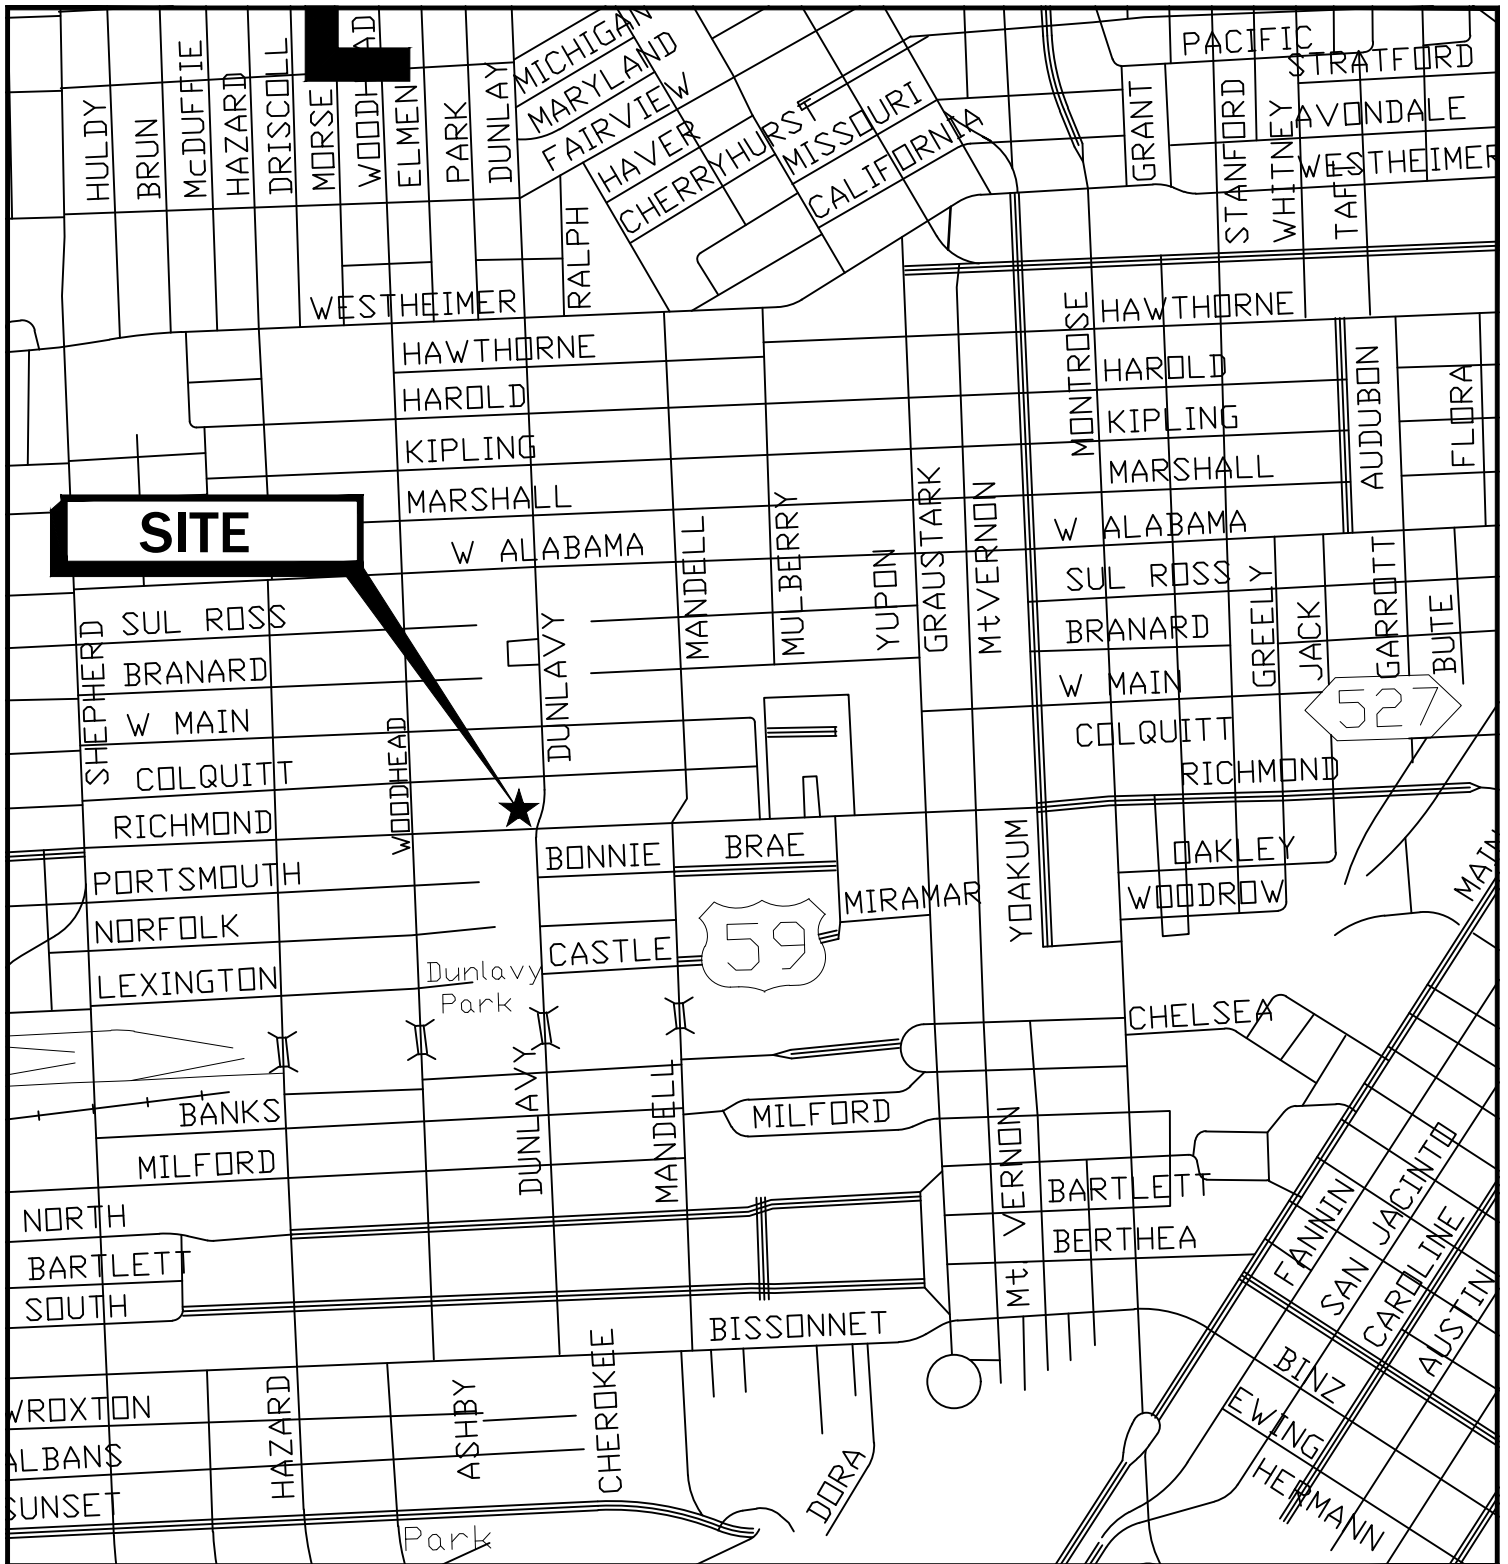 MICHIGAN
MARYLAND
FAIRVIEW
HAVER
CHERRYHURST
MISSOURI
CALIFORNIA
PACIFIC
STRATFORD
AVONDALE
WESTHEIMER
GRANT
STANFORD
WHITNEY
TAFT
HULDY
BRUN
McDUFFIE
HAZARD
DRISCOLL
MORSE
ELMEN
PARK
DUNLAY
RALPH
WESTHEIMER
HAWTHORNE
HAROLD
KIPLING
MARSHALL
W ALABAMA
MONTROSE
HAWTHORNE
HAROLD
KIPLING
MARSHALL
W ALABAMA
AUDUBON
FLORA
SITE
SHEPHERD
SUL ROSS
BRANARD
W MAIN
COLQUITT
RICHMOND
PORTSMOUTH
NORFOLK
LEXINGTON
WOODHEAD
DUNLAVY
MANDELL
MULBERRY
YUPON
GRAUSTARK
MtVERNON
SUL ROSS
BRANARD
W MAIN
COLQUITT
RICHMOND
GREELY
JACK
GARROTT
BUTE
527
BONNIE BRAE
MIRAMAR
CASTLE
59
YOAKUM
OAKLEY
WOODROW
MAIN
Dunlavy
Park
CHELSEA
BANKS
MILFORD
DUNLAVY
MANDELL
MILFORD
Mt VERNON
BARTLETT
BERTHEA
NORTH
BARTLETT
SOUTH
BISSONNET
FANNIN
SAN JACINTO
CAROLINE
AUSTIN
BINZ
EWING
HERMANN
WROXTON
ALBANS
SUNSET
HAZARD
ASHBY
CHEROKEE
DORA
Park